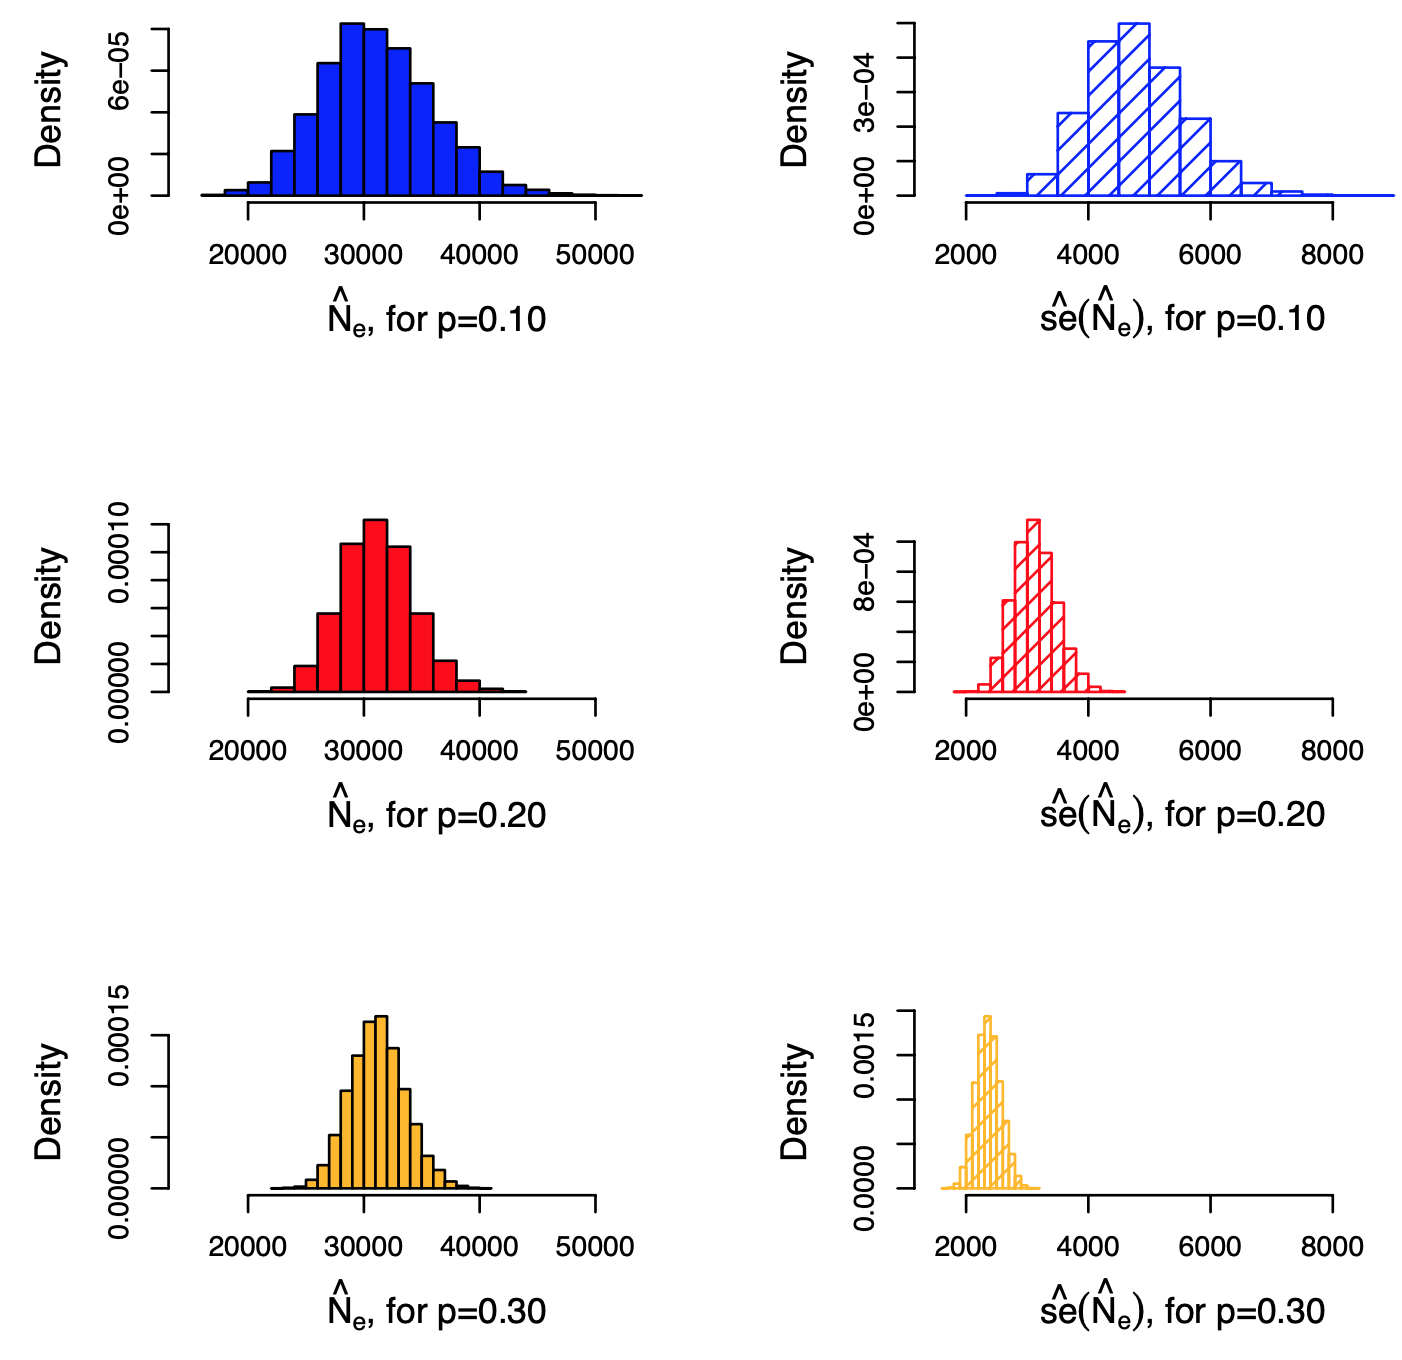 Density
0e+00 6e−05
20000 30000 40000 50000
N̂e, for p=0.10
Density
0e+00 3e−04
2000 4000 6000 8000
ŝe(N̂e), for p=0.10
Density
0.00000 0.00010
20000 30000 40000 50000
N̂e, for p=0.20
Density
0e+00 8e−04
2000 4000 6000 8000
ŝe(N̂e), for p=0.20
Density
0.00000 0.00015
20000 30000 40000 50000
N̂e, for p=0.30
Density
0.0000 0.0015
2000 4000 6000 8000
ŝe(N̂e), for p=0.30